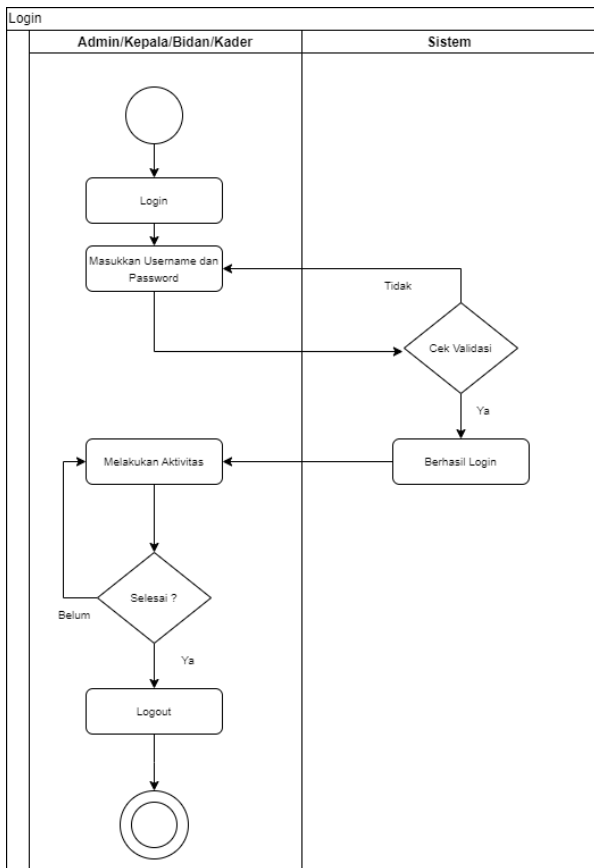 Login
Admin/Kepala/Bidan/Kader
Sistem
Login
Masukkan Username dan
Password
Tidak
Cek Validasi
Ya
Melakukan Aktivitas
Berhasil Login
Selesai ?
Belum
Ya
Logout